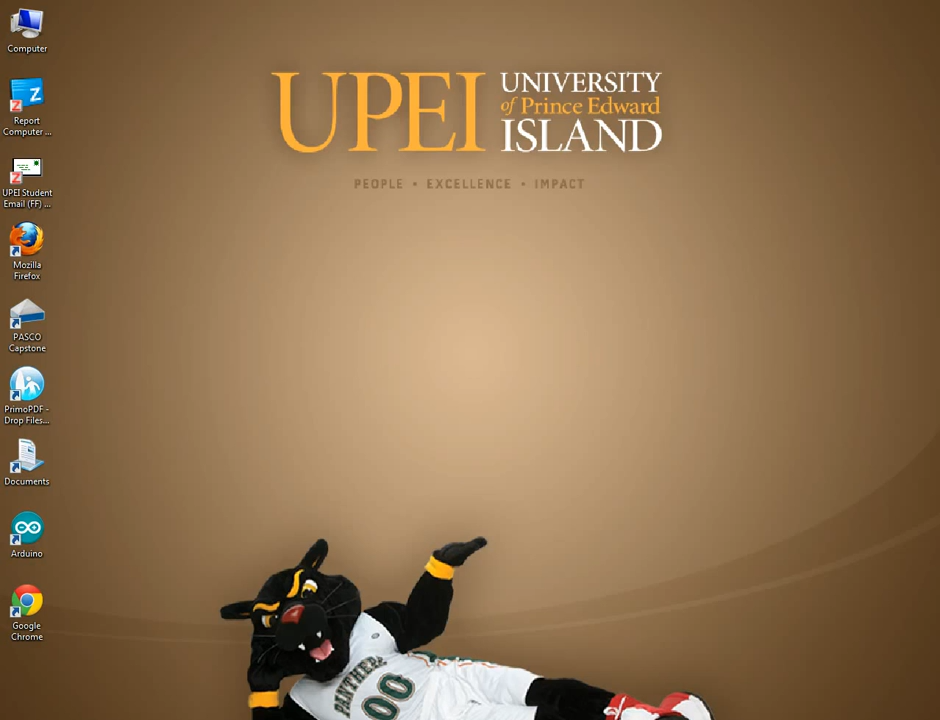 Computer
Report
Computer ...
UPEI Student
Email (FF) ...
Mozilla
Firefox
PASCO
Capstone
PrimoPDF -
Drop Files...
Documents
Arduino
Google
Chrome
UPEI
UNIVERSITY
of Prince Edward
ISLAND
PEOPLE • EXCELLENCE • IMPACT
PANTHERS
00